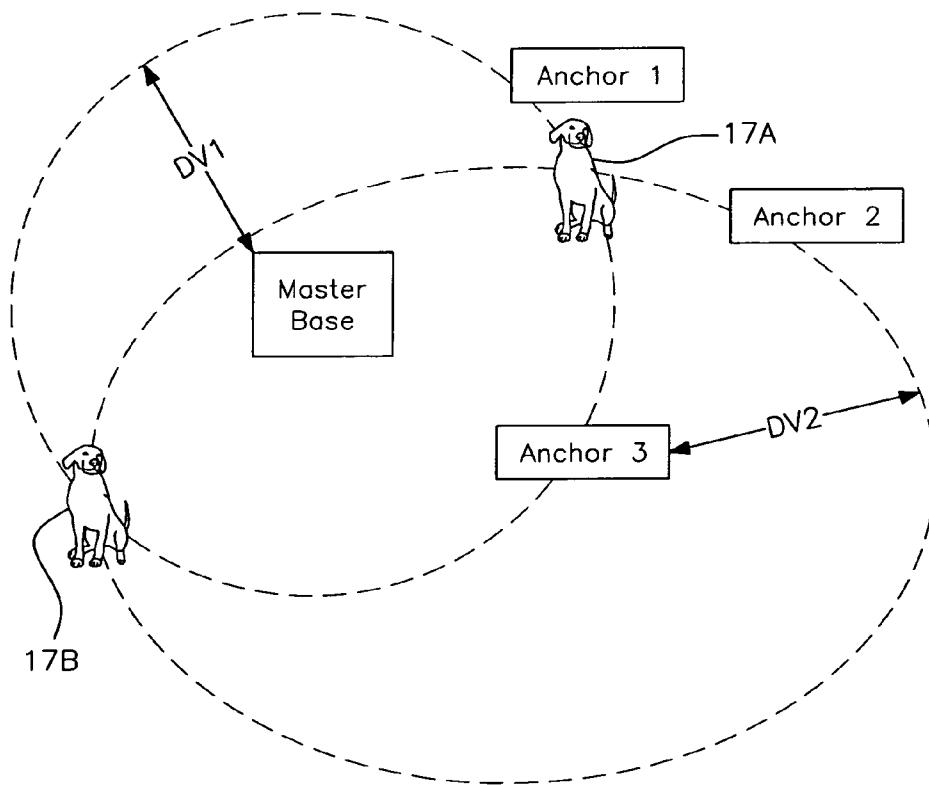 Anchor 1
17A
DV1
Anchor 2
Master
Base
DV2
Anchor 3
17B